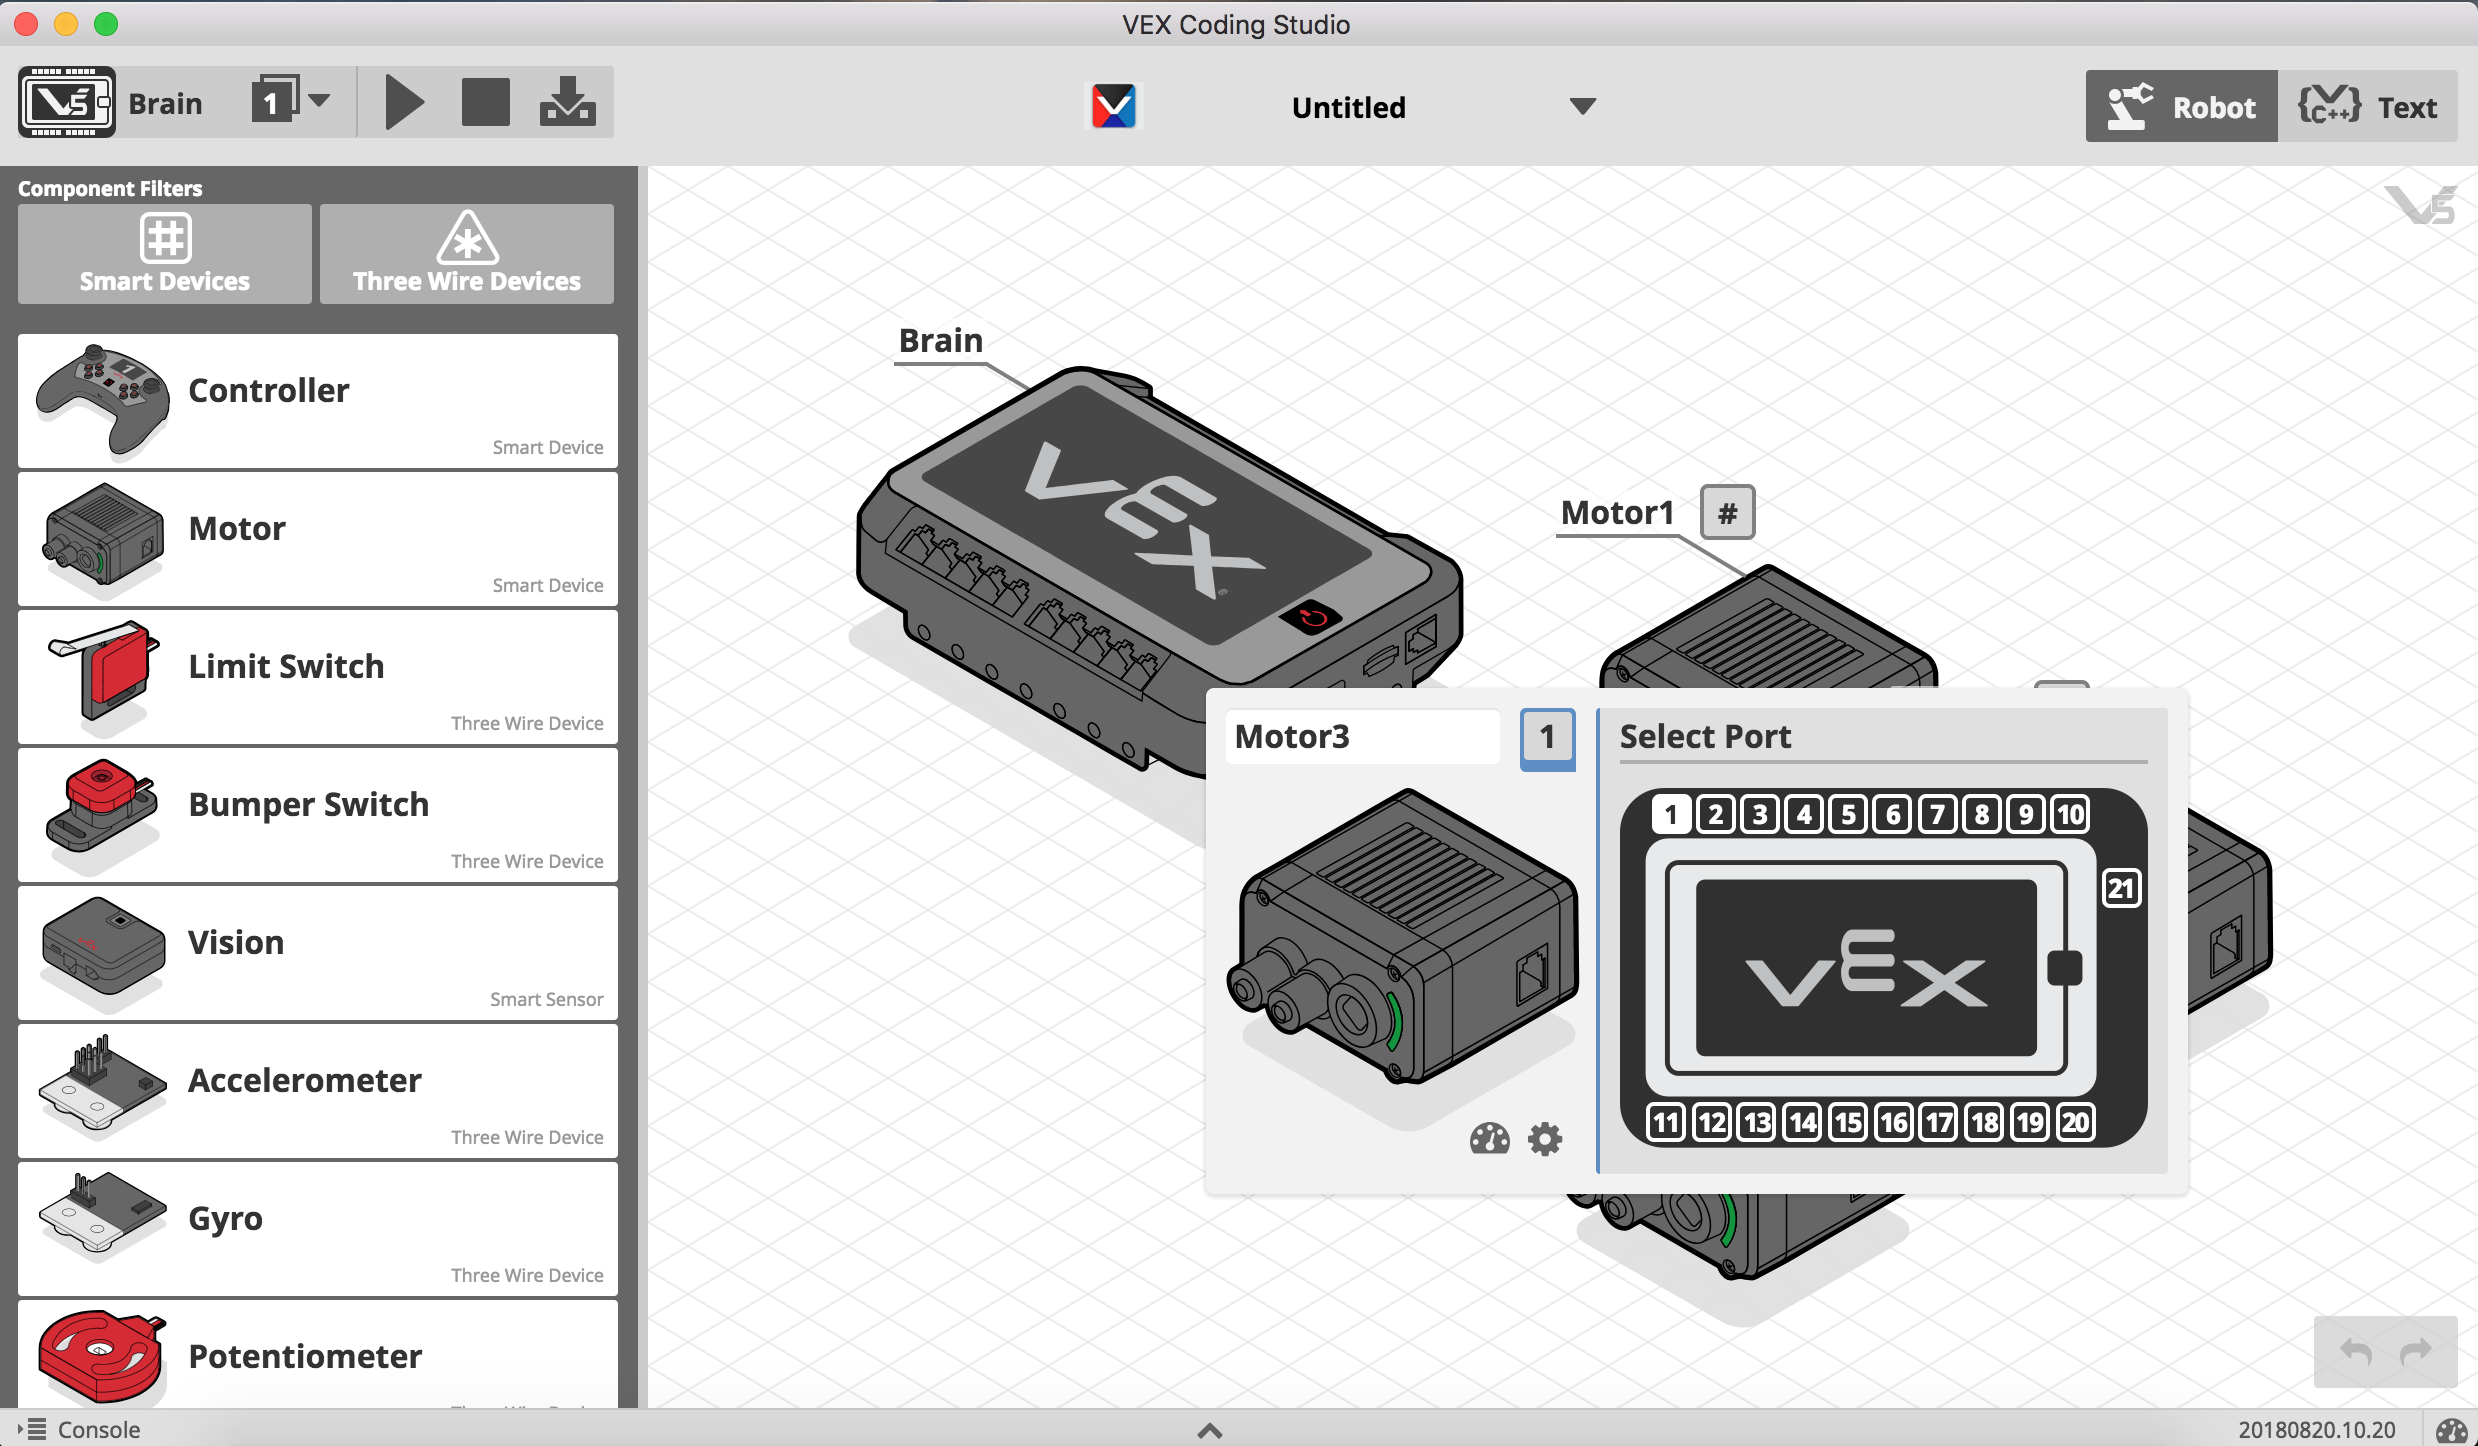 VEX Coding Studio
V5 Brain 1
Untitled
Robot
C++ Text
Component Filters
# Smart Devices
Three Wire Devices
Controller
Smart Device
Motor
Smart Device
Limit Switch
Three Wire Device
Bumper Switch
Three Wire Device
Vision
Smart Sensor
Accelerometer
Three Wire Device
Gyro
Three Wire Device
Potentiometer
V5
Brain
VEX
Motor1 #
Motor3 1
Select Port
1 2 3 4 5 6 7 8 9 10
21
VEX
11 12 13 14 15 16 17 18 19 20
Console
20180820.10.20